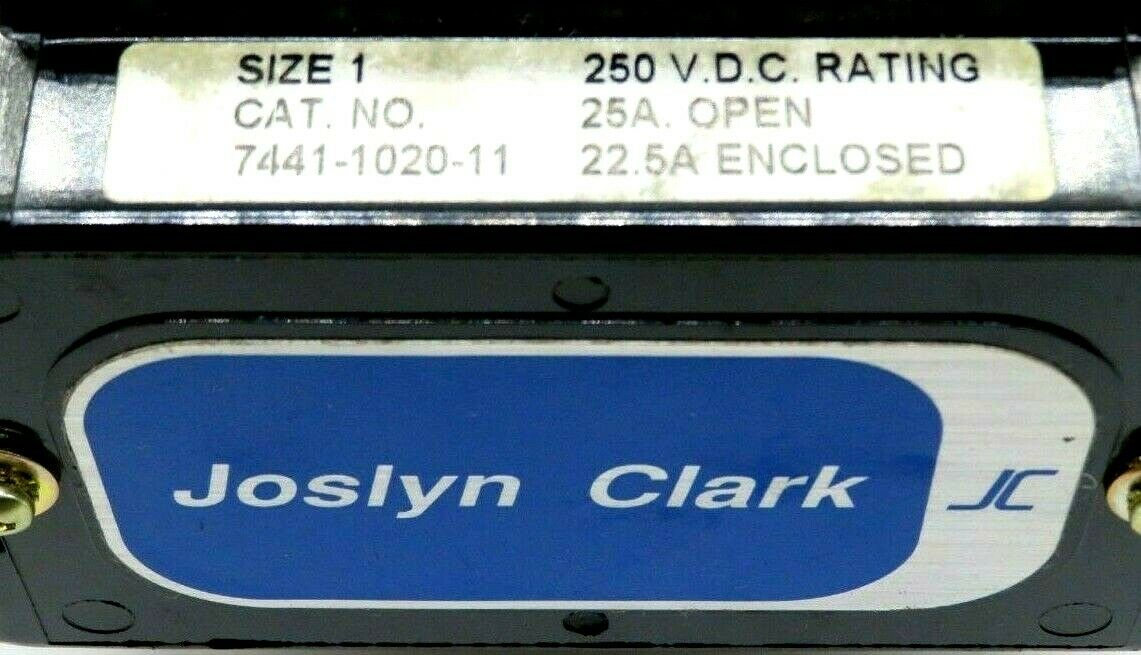 SIZE 1 250 V.D.C. RATING
CAT. NO. 25A. OPEN
7441-1020-11 22.5A ENCLOSED
Joslyn Clark JC